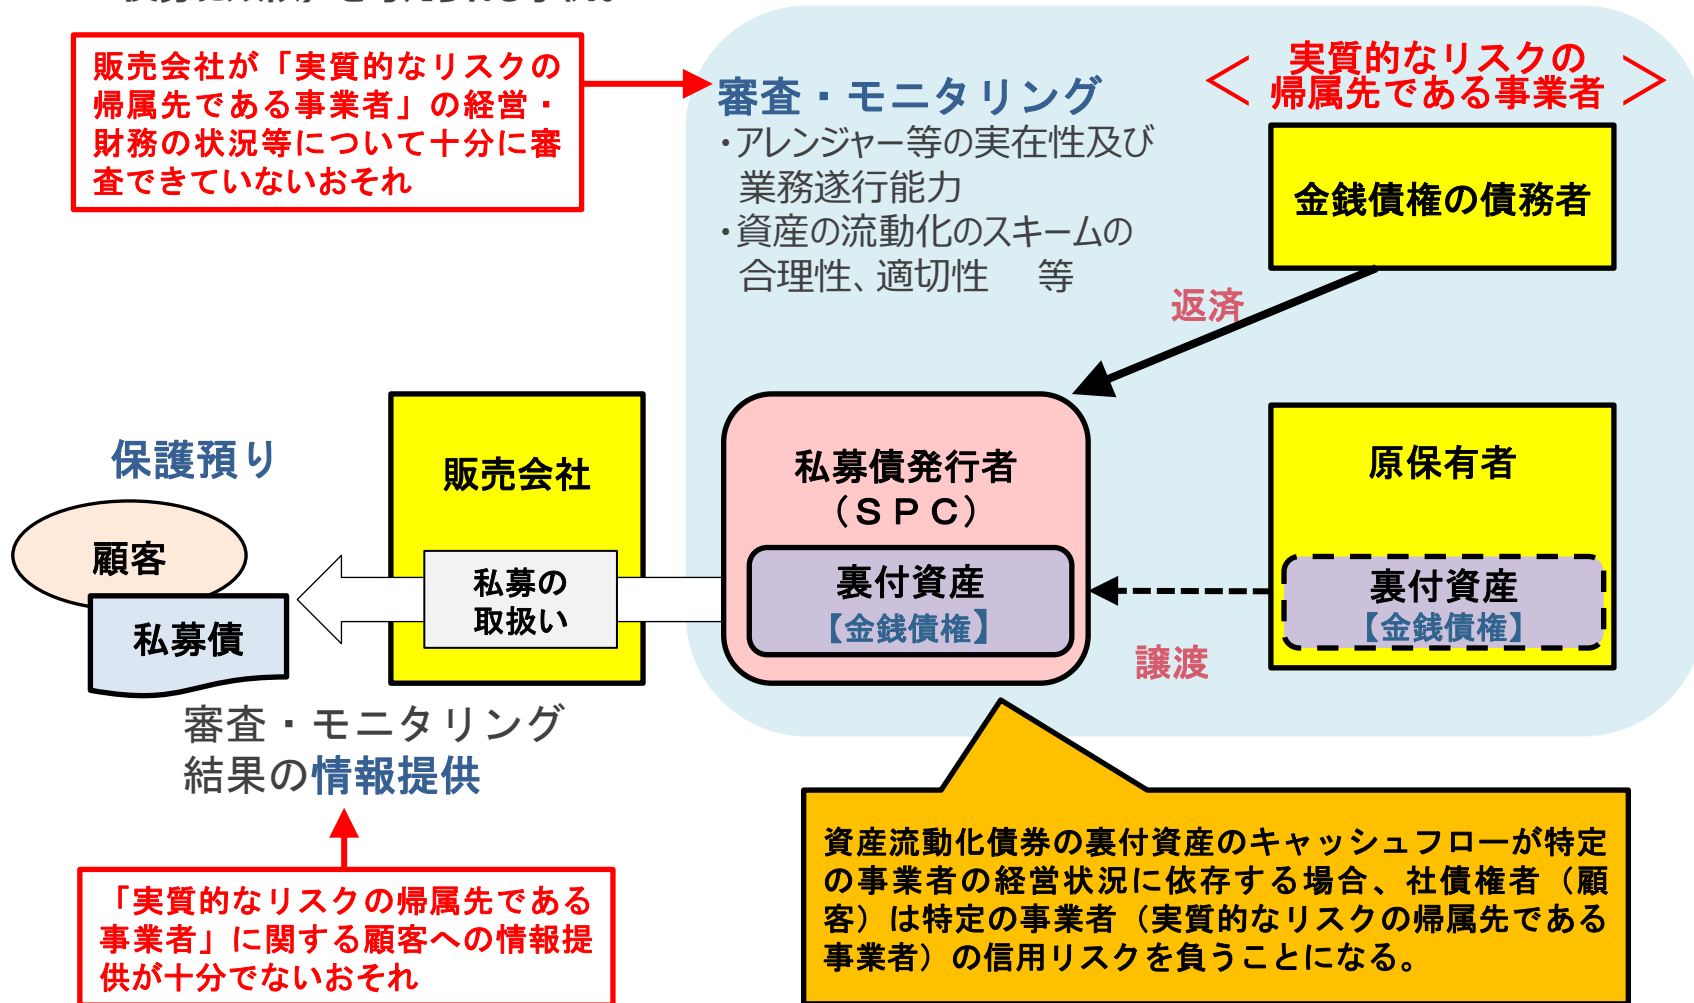 販売会社が「実質的なリスクの
帰属先である事業者」の経営・
財務の状況等について十分に審
査できていないおそれ
審査・モニタリング
・アレンジャー等の実在性及び
業務遂行能力
・資産の流動化のスキームの
合理性、適切性　等
＜ 実質的なリスクの
帰属先である事業者 ＞
金銭債権の債務者
返済
保護預り
顧客
私募債
販売会社
私募の
取扱い
私募債発行者
（ＳＰＣ）
裏付資産
【金銭債権】
原保有者
裏付資産
【金銭債権】
譲渡
審査・モニタリング
結果の情報提供
「実質的なリスクの帰属先である
事業者」に関する顧客への情報提
供が十分でないおそれ
資産流動化債券の裏付資産のキャッシュフローが特定
の事業者の経営状況に依存する場合、社債権者（顧
客）は特定の事業者（実質的なリスクの帰属先である
事業者）の信用リスクを負うことになる。